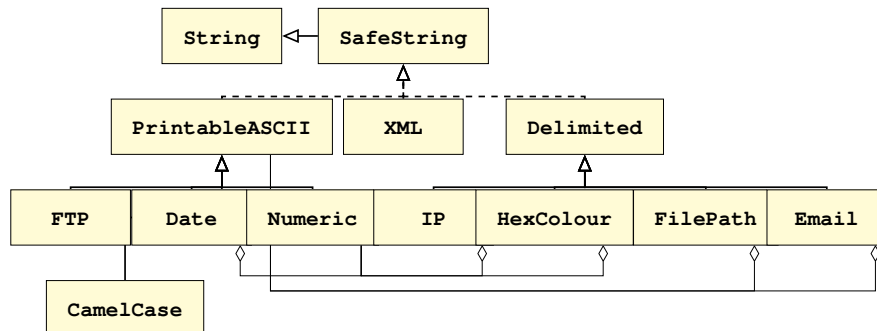 String
SafeString
PrintableASCII
XML
Delimited
FTP
Date
Numeric
IP
HexColour
FilePath
Email
CamelCase